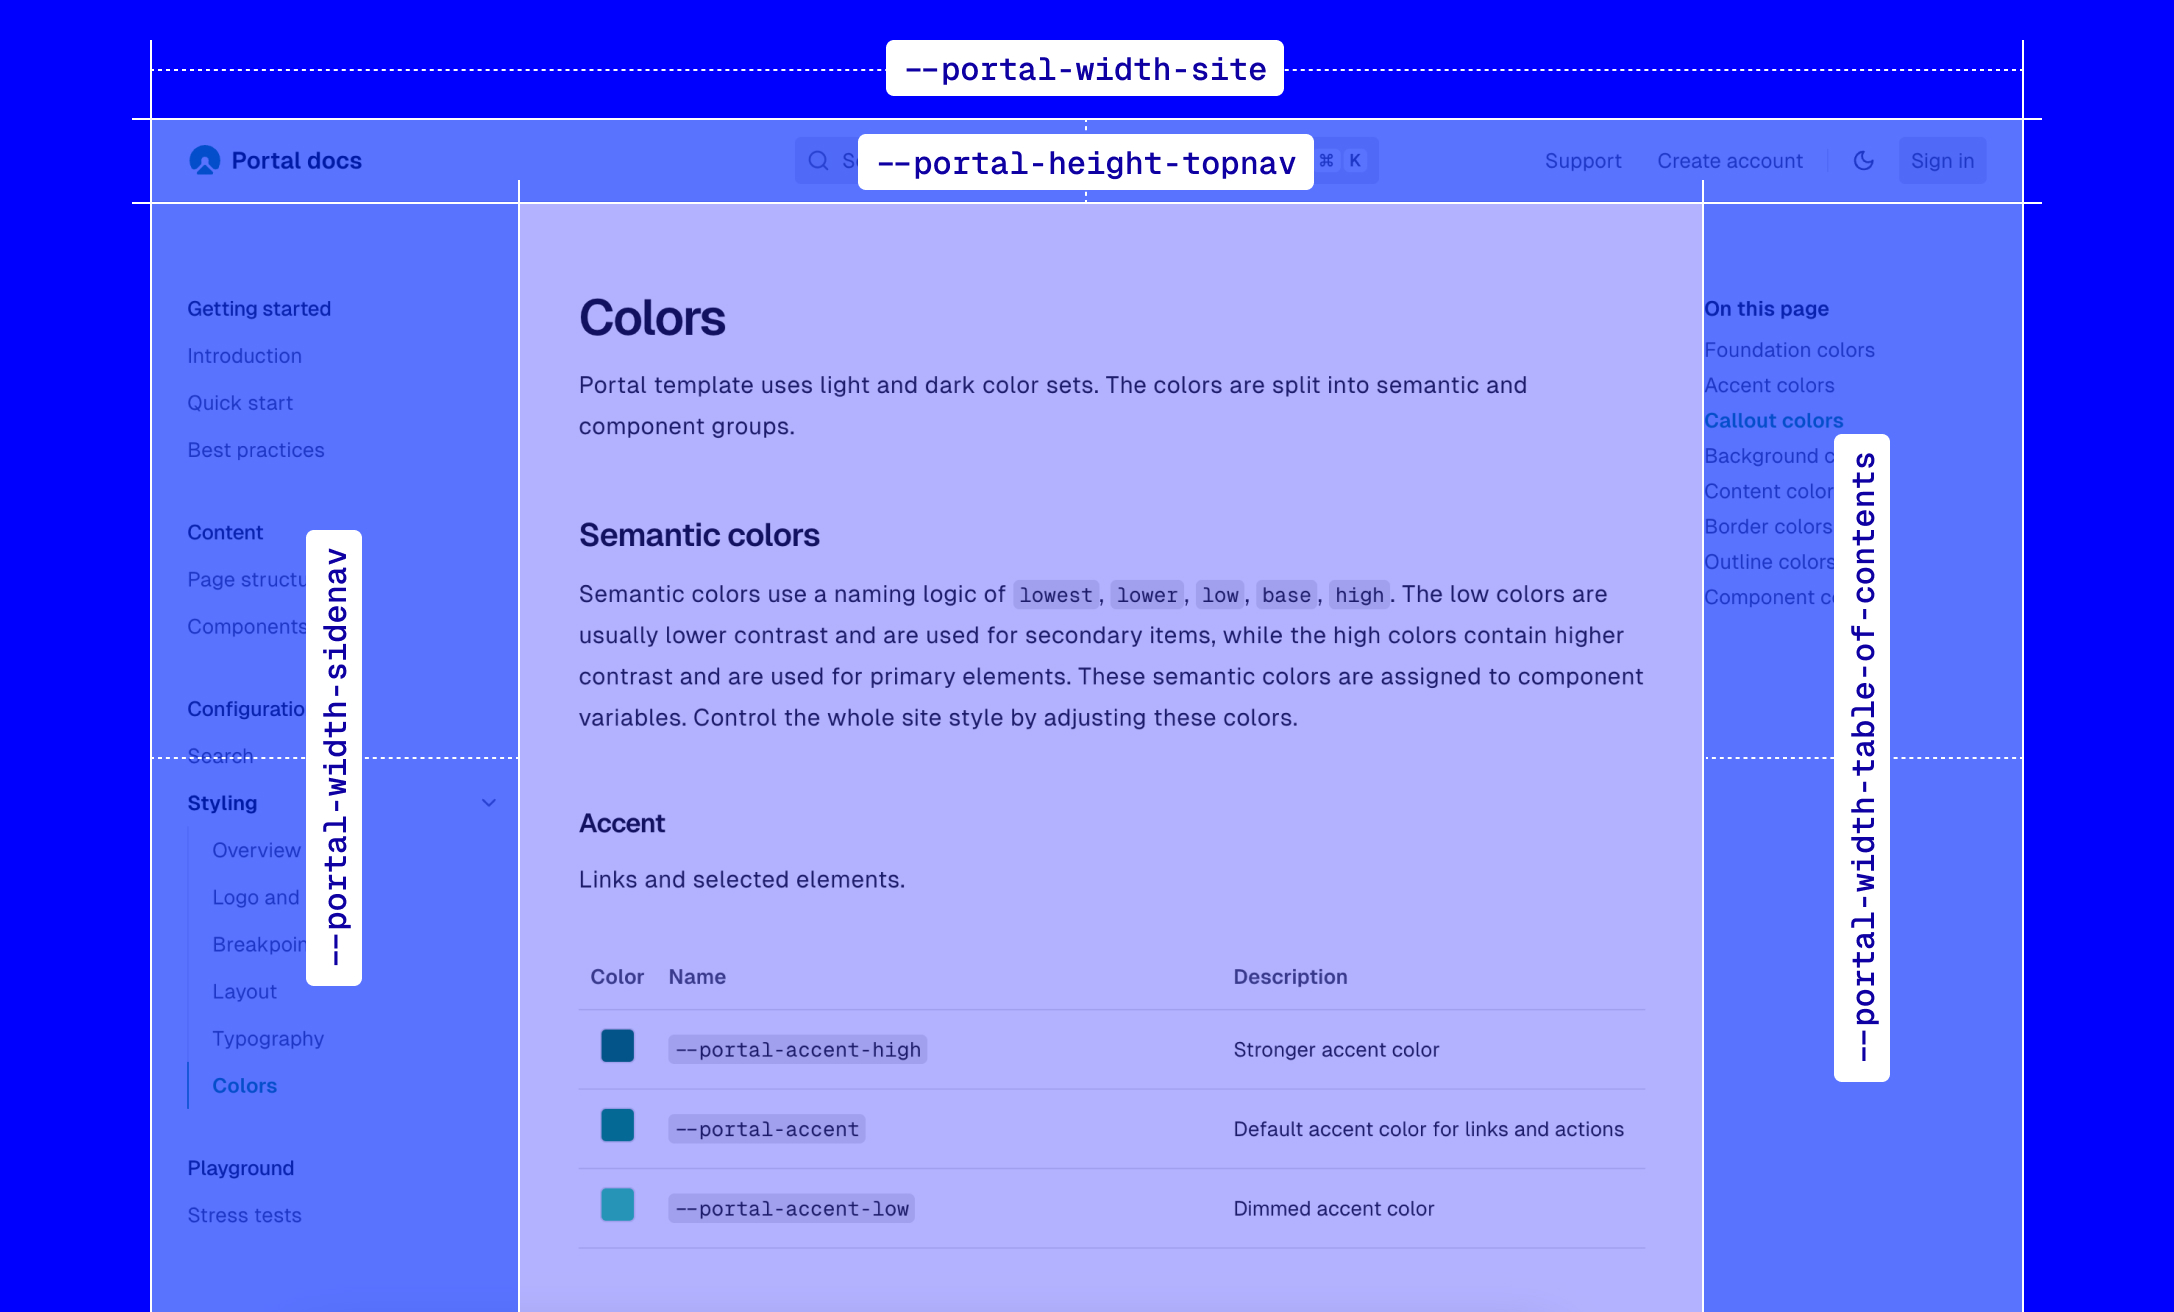 --portal-width-site
Portal docs
--portal-height-topnav
⌘ K
Support
Create account
Sign in
Getting started
Introduction
Quick start
Best practices
Content
Page structu
Components
Configuratio
Search
Styling
Overview
Logo and
Breakpoin
Layout
Typography
Colors
Playground
Stress tests
--portal-width-sidenav
Colors
Portal template uses light and dark color sets. The colors are split into semantic and
component groups.
Semantic colors
Semantic colors use a naming logic of lowest, lower, low, base, high. The low colors are
usually lower contrast and are used for secondary items, while the high colors contain higher
contrast and are used for primary elements. These semantic colors are assigned to component
variables. Control the whole site style by adjusting these colors.
Accent
Links and selected elements.
Color Name Description
--portal-accent-high Stronger accent color
--portal-accent Default accent color for links and actions
--portal-accent-low Dimmed accent color
On this page
Foundation colors
Accent colors
Callout colors
Background c
Content color
Border colors
Outline colors
Component c
--portal-width-table-of-contents